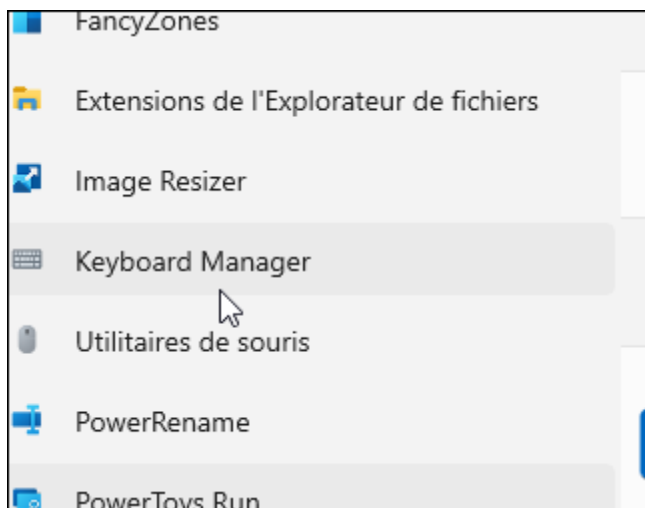 FancyZones
Extensions de l'Explorateur de fichiers
Image Resizer
Keyboard Manager
Utilitaires de souris
PowerRename
PowerToys Run